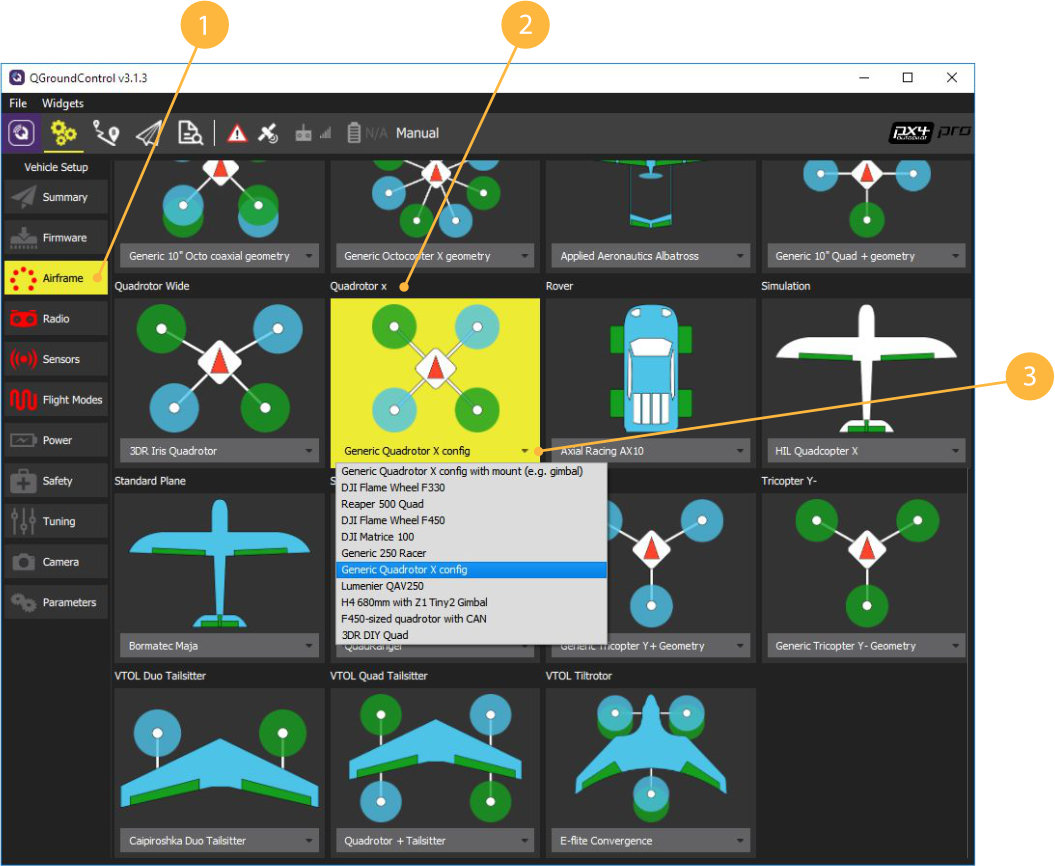 1
2
QGroundControl v3.1.3
File Widgets
N/A Manual
px4 pro
autopilot
Vehicle Setup
Summary
Firmware
Airframe
Radio
Sensors
Flight Modes
Power
Safety
Tuning
Camera
Parameters
Generic 10" Octo coaxial geometry
Generic Octocopter X geometry
Applied Aeronautics Albatross
Generic 10" Quad + geometry
Quadrotor Wide
Quadrotor x
Rover
Simulation
3
3DR Iris Quadrotor
Generic Quadrotor X config
Axial Racing AX10
HIL Quadcopter X
Generic Quadrotor X config with mount (e.g. gimbal)
DJI Flame Wheel F330
Reaper 500 Quad
DJI Flame Wheel F450
DJI Matrice 100
Generic 250 Racer
Generic Quadrotor X config
Lumenier QAV250
H4 680mm with Z1 Tiny2 Gimbal
F450-sized quadrotor with CAN
3DR DIY Quad
Standard Plane
S
Tricopter Y-
Bormatec Maja
QuadRanger
Generic Tricopter Y+ Geometry
Generic Tricopter Y- Geometry
VTOL Duo Tailsitter
VTOL Quad Tailsitter
VTOL Tiltrotor
Caipiroshka Duo Tailsitter
Quadrotor + Tailsitter
E-flite Convergence